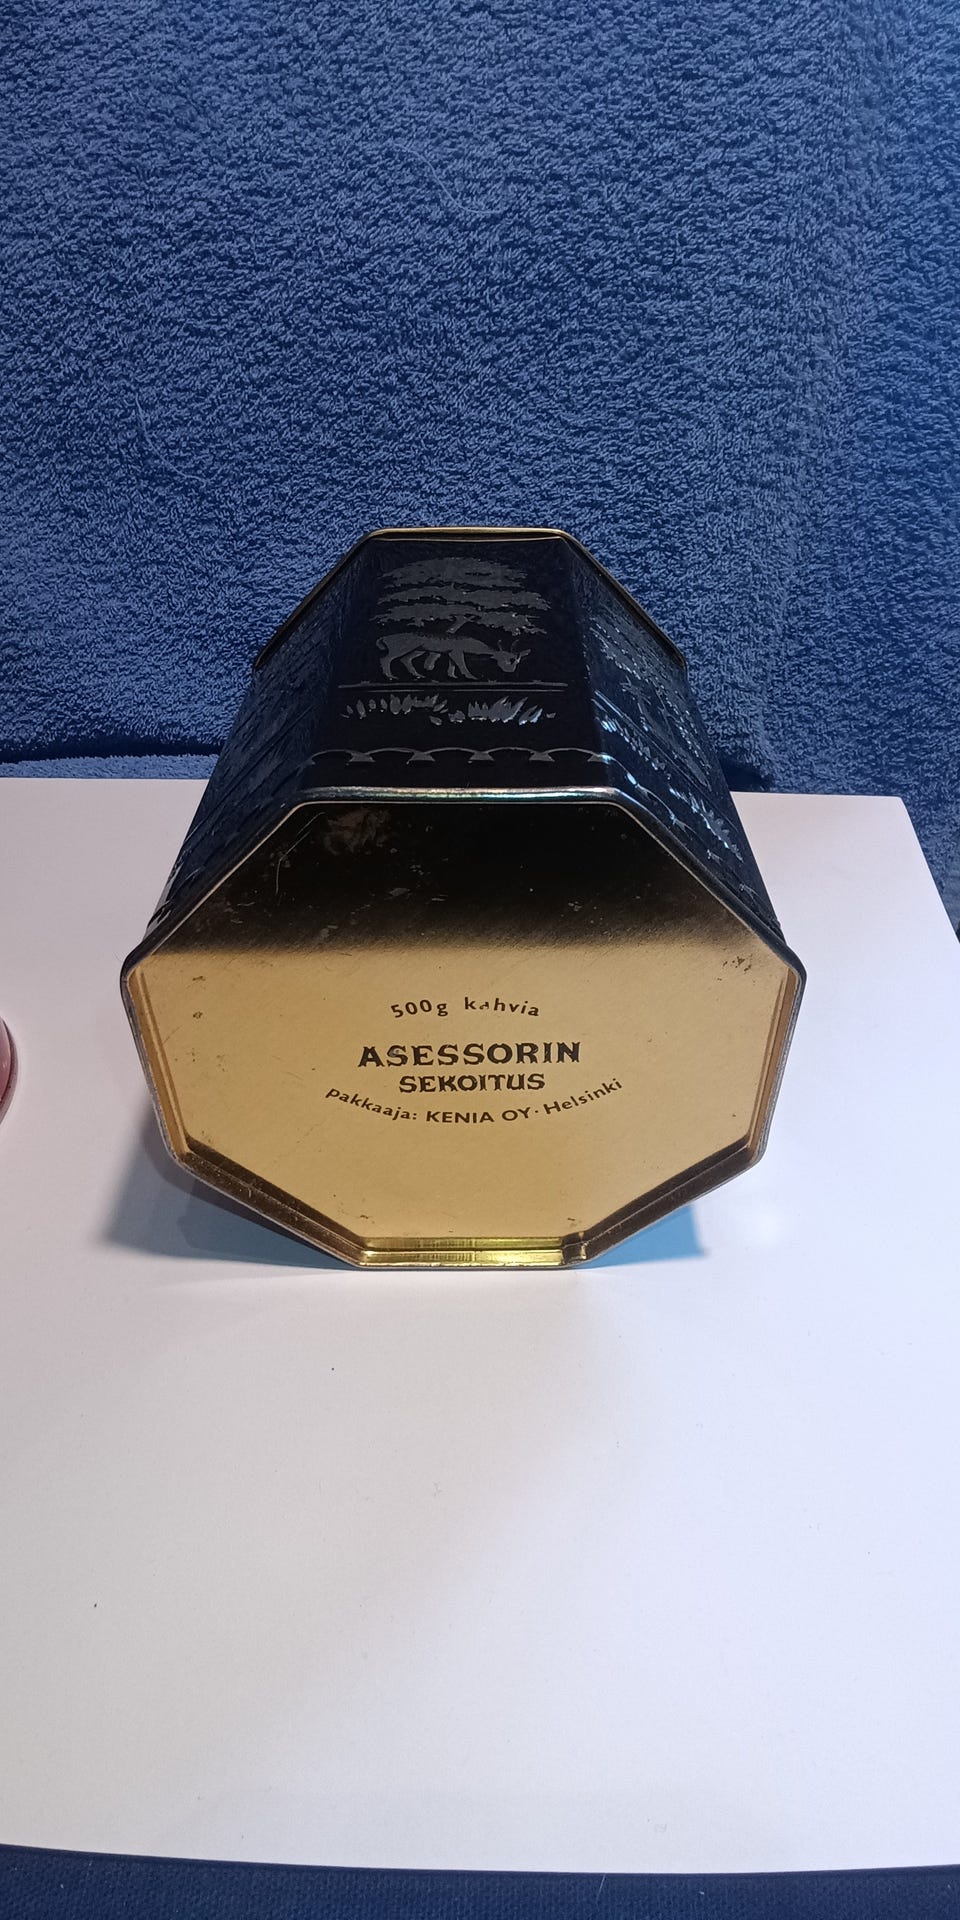 500g kahvia
ASESSORIN
SEKOITUS
pakkaaja: KENIA OY· Helsinki